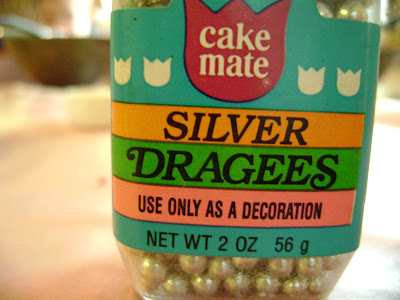 cake
mate®
SILVER
DRAGEES
USE ONLY AS A DECORATION
NET WT 2 OZ 56 g